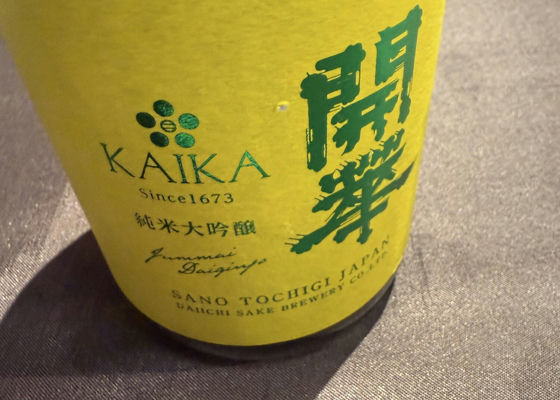 開華
KAIKA
Since1673
純米大吟醸
Junmai
Daiginjo
SANO TOCHIGI JAPAN
DAIICHI SAKE BREWERY CO.,LTD.